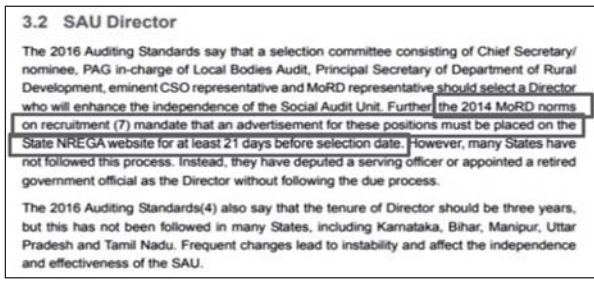 3.2 SAU Director
The 2016 Auditing Standards say that a selection committee consisting of Chief Secretary/
nominee, PAG in-charge of Local Bodies Audit, Principal Secretary of Department of Rural
Development, eminent CSO representative and MoRD representative should select a Director
who will enhance the independence of the Social Audit Unit. Further, the 2014 MoRD norms
on recruitment (7) mandate that an advertisement for these positions must be placed on the
State NREGA website for at least 21 days before selection date. However, many States have
not followed this process. Instead, they have deputed a serving officer or appointed a retired
government official as the Director without following the due process.
The 2016 Auditing Standards(4) also say that the tenure of Director should be three years,
but this has not been followed in many States, including Karnataka, Bihar, Manipur, Uttar
Pradesh and Tamil Nadu. Frequent changes lead to instability and affect the independence
and effectiveness of the SAU.